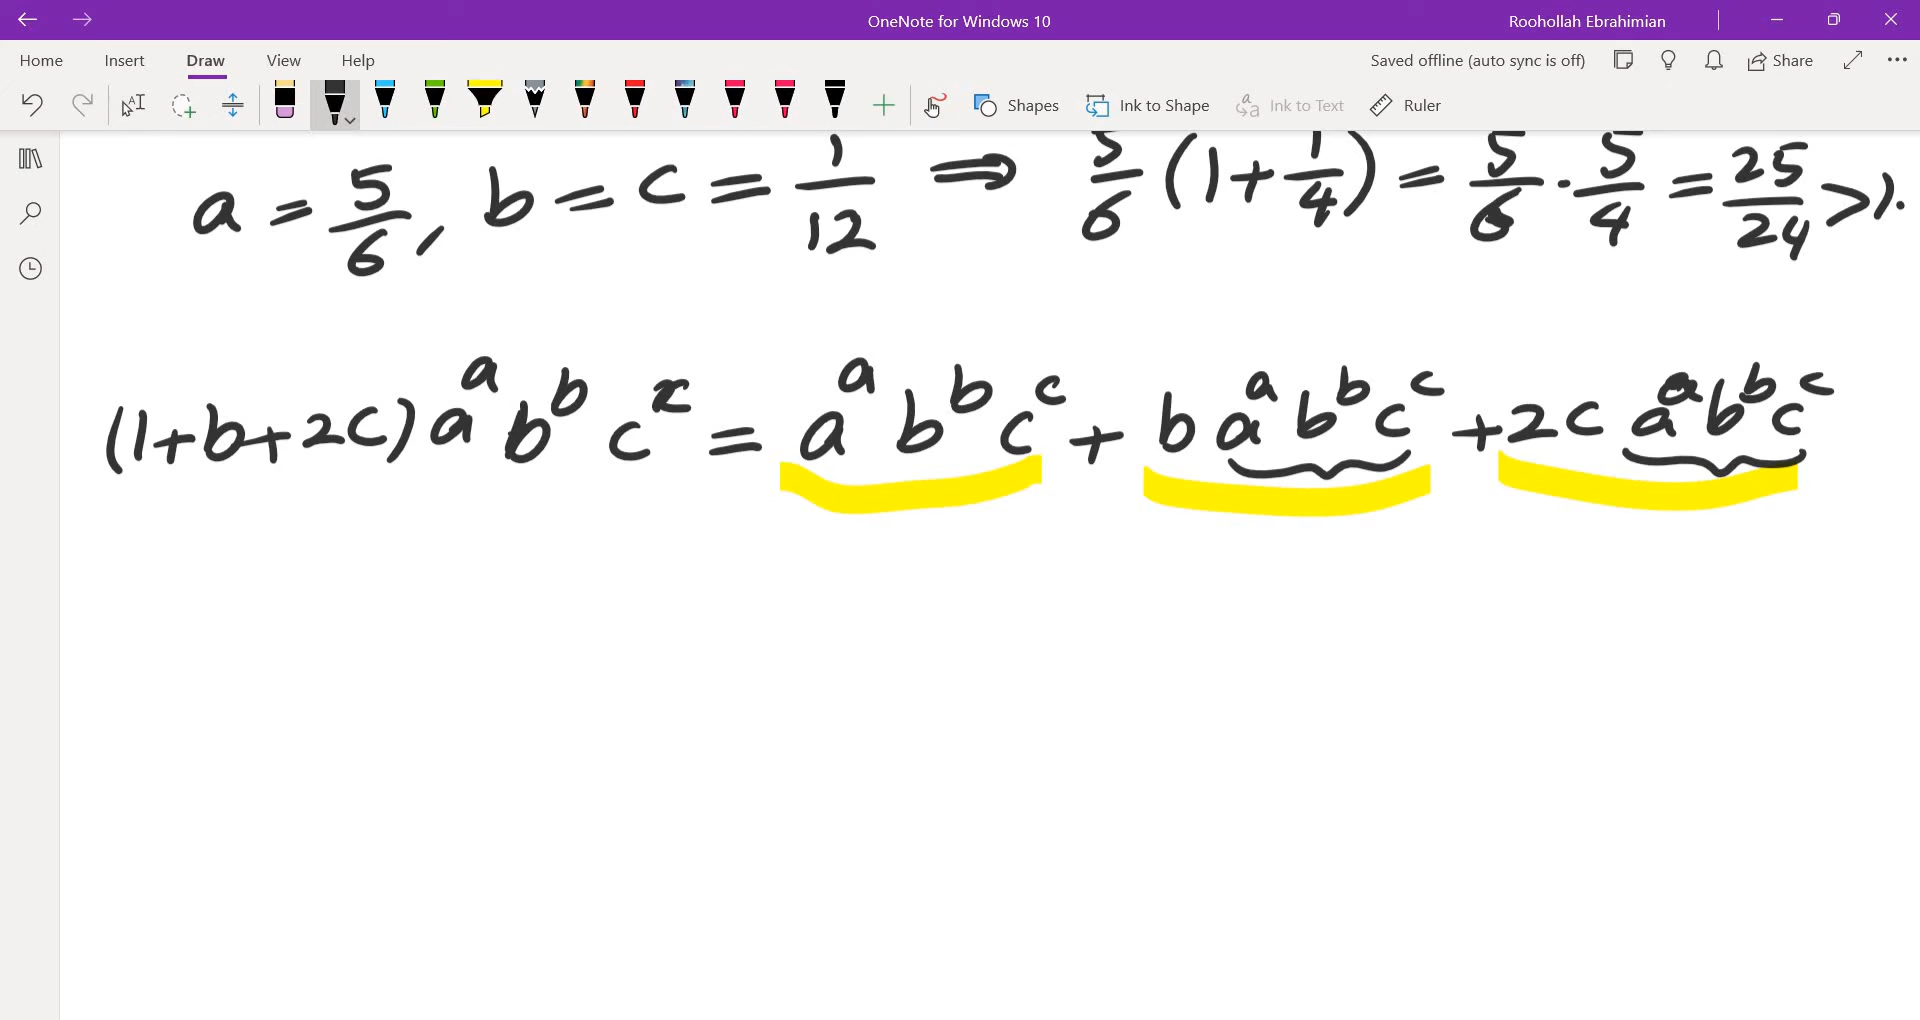 OneNote for Windows 10 Roohollah Ebrahimian
Home Insert Draw View Help Saved offline (auto sync is off) Share
Shapes Ink to Shape Ink to Text Ruler
a = 5/6, b = c = 1/12 ⇒ 5/6 (1 + 1/4) = 5/6 · 5/4 = 25/24 > 1.
(1+b+2c) a^a b^b c^x = a^a b^b c^c + b a^a b^b c^c + 2c a^a b^b c^c